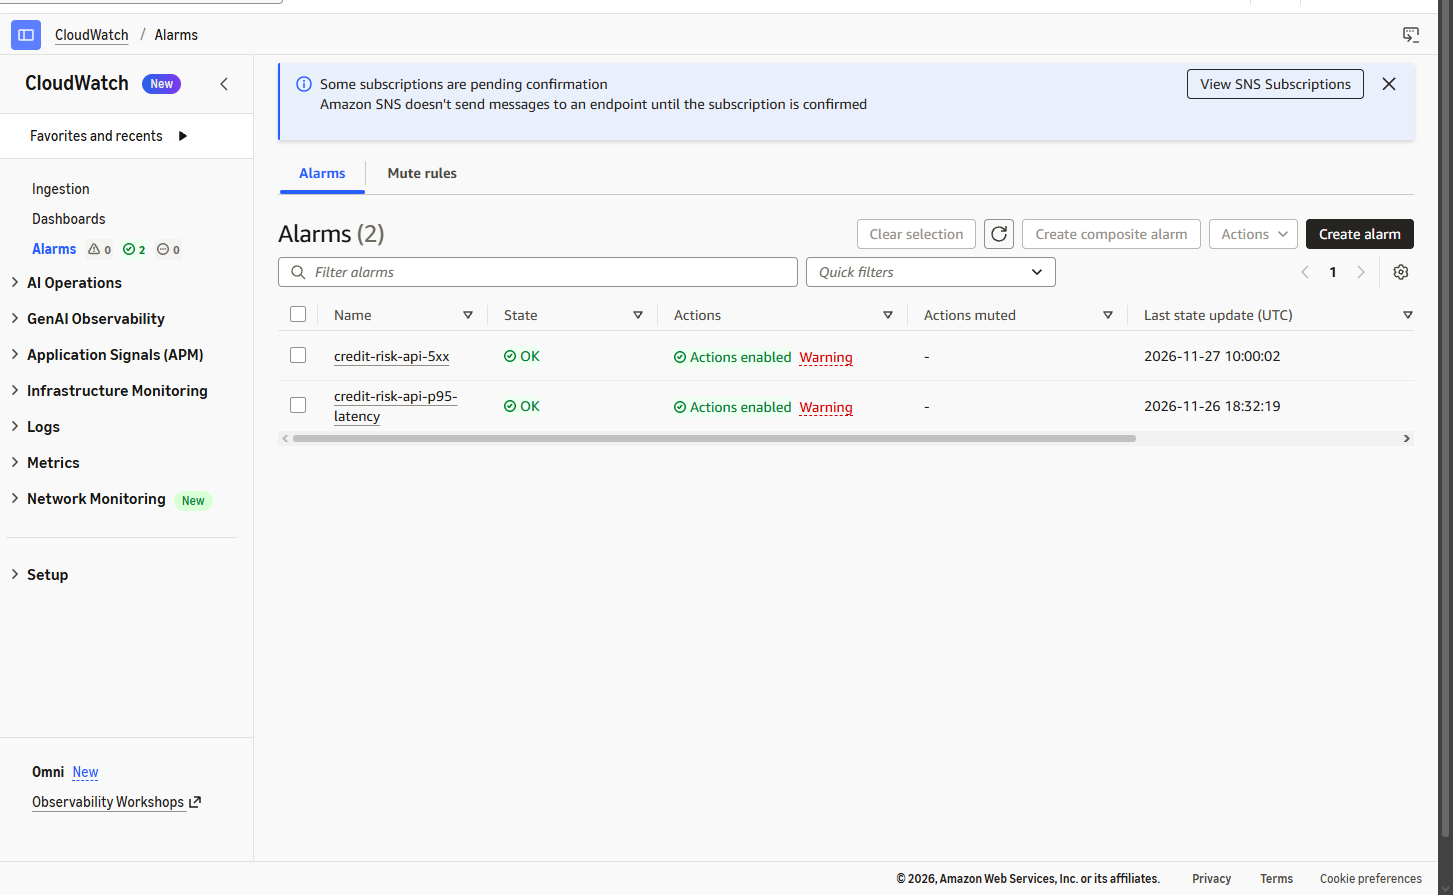 CloudWatch / Alarms
CloudWatch New
Favorites and recents
Ingestion
Dashboards
Alarms 0 2 0
AI Operations
GenAI Observability
Application Signals (APM)
Infrastructure Monitoring
Logs
Metrics
Network Monitoring New
Setup
Omni New
Observability Workshops
Some subscriptions are pending confirmation
Amazon SNS doesn't send messages to an endpoint until the subscription is confirmed
View SNS Subscriptions
Alarms Mute rules
Alarms (2)
Clear selection Create composite alarm Actions Create alarm
Filter alarms Quick filters 1
Name State Actions Actions muted Last state update (UTC)
credit-risk-api-5xx OK Actions enabled Warning - 2026-11-27 10:00:02
credit-risk-api-p95-
latency OK Actions enabled Warning - 2026-11-26 18:32:19
© 2026, Amazon Web Services, Inc. or its affiliates. Privacy Terms Cookie preferences